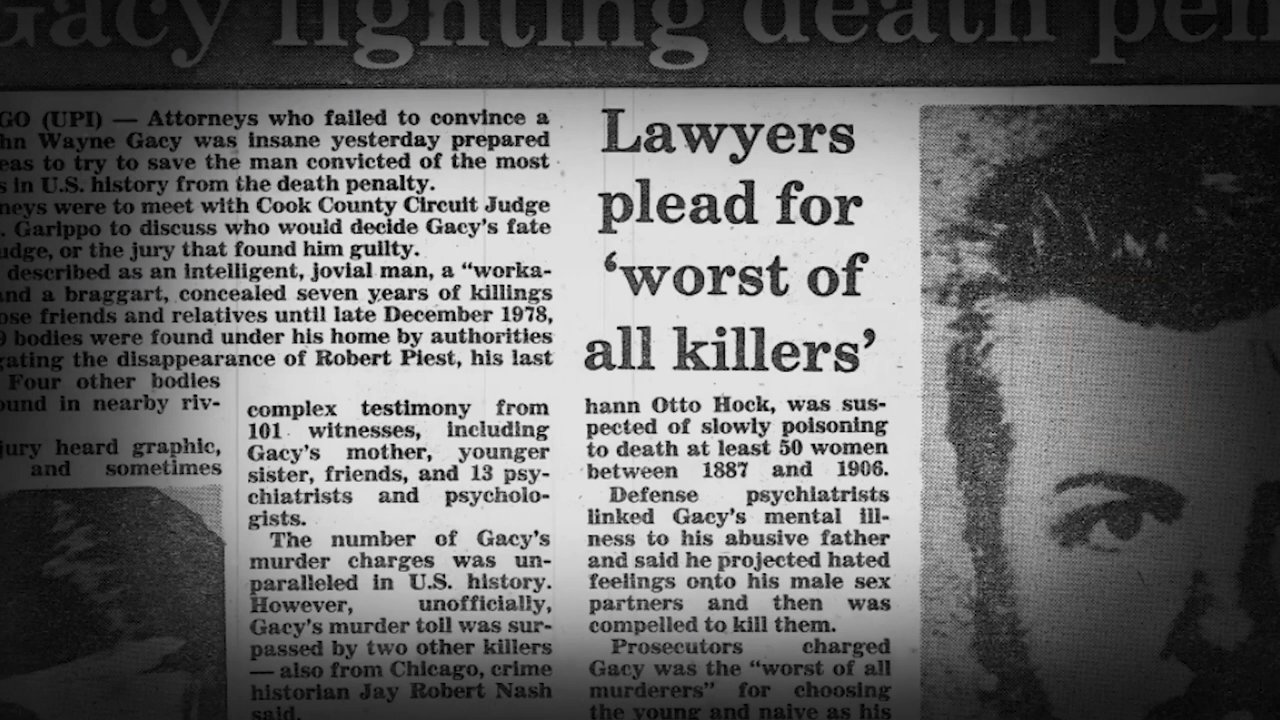 Gacy fighting death pen
GO (UPI) — Attorneys who failed to convince a
hn Wayne Gacy was insane yesterday prepared
eas to try to save the man convicted of the most
s in U.S. history from the death penalty.
neys were to meet with Cook County Circuit Judge
. Garippo to discuss who would decide Gacy's fate
udge, or the jury that found him guilty.
described as an intelligent, jovial man, a “worka-
and a braggart, concealed seven years of killings
ose friends and relatives until late December 1978,
9 bodies were found under his home by authorities
gating the disappearance of Robert Piest, his last
Four other bodies
ound in nearby riv-
jury heard graphic,
and sometimes
complex testimony from
101 witnesses, including
Gacy's mother, younger
sister, friends, and 13 psy-
chiatrists and psycholo-
gists.
The number of Gacy's
murder charges was un-
paralleled in U.S. history.
However, unofficially,
Gacy's murder toll was sur-
passed by two other killers
— also from Chicago, crime
historian Jay Robert Nash
said.
Lawyers
plead for
‘worst of
all killers’
hann Otto Hock, was sus-
pected of slowly poisoning
to death at least 50 women
between 1887 and 1906.
Defense psychiatrists
linked Gacy's mental ill-
ness to his abusive father
and said he projected hated
feelings onto his male sex
partners and then was
compelled to kill them.
Prosecutors charged
Gacy was the “worst of all
murderers” for choosing
the young and naive as his